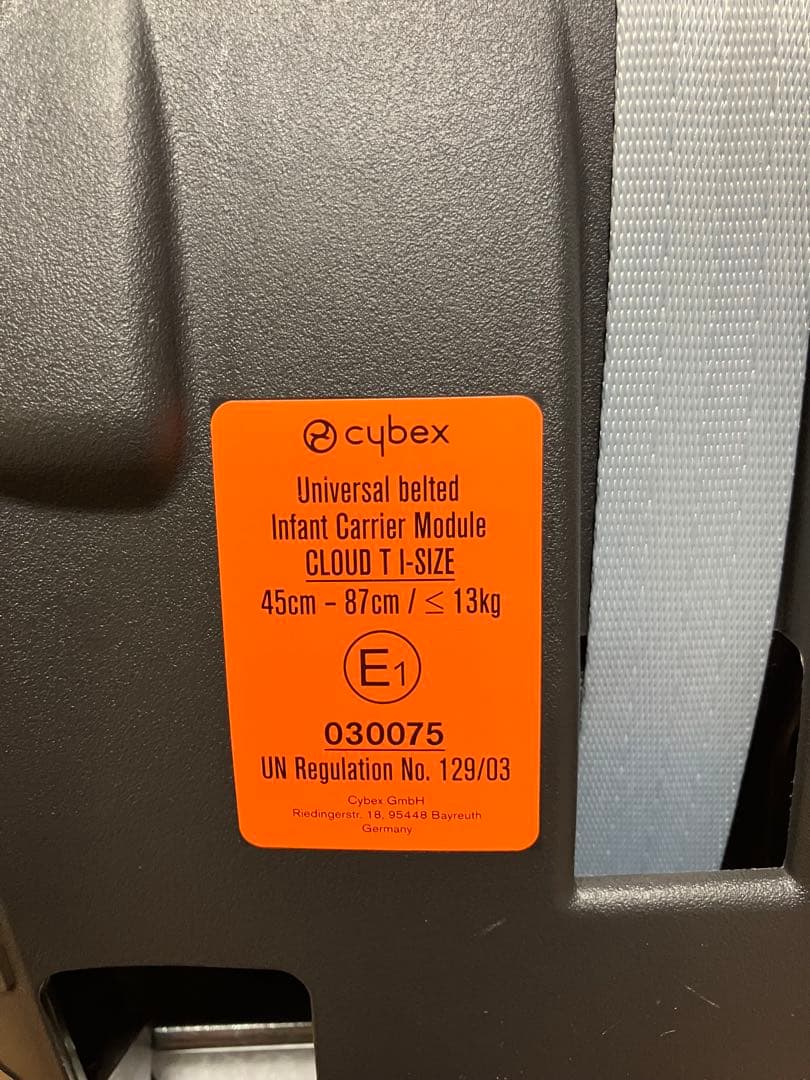 cybex
Universal belted
Infant Carrier Module
CLOUD T I-SIZE
45cm – 87cm / ≤ 13kg
E1
030075
UN Regulation No. 129/03
Cybex GmbH
Riedingerstr. 18, 95448 Bayreuth
Germany